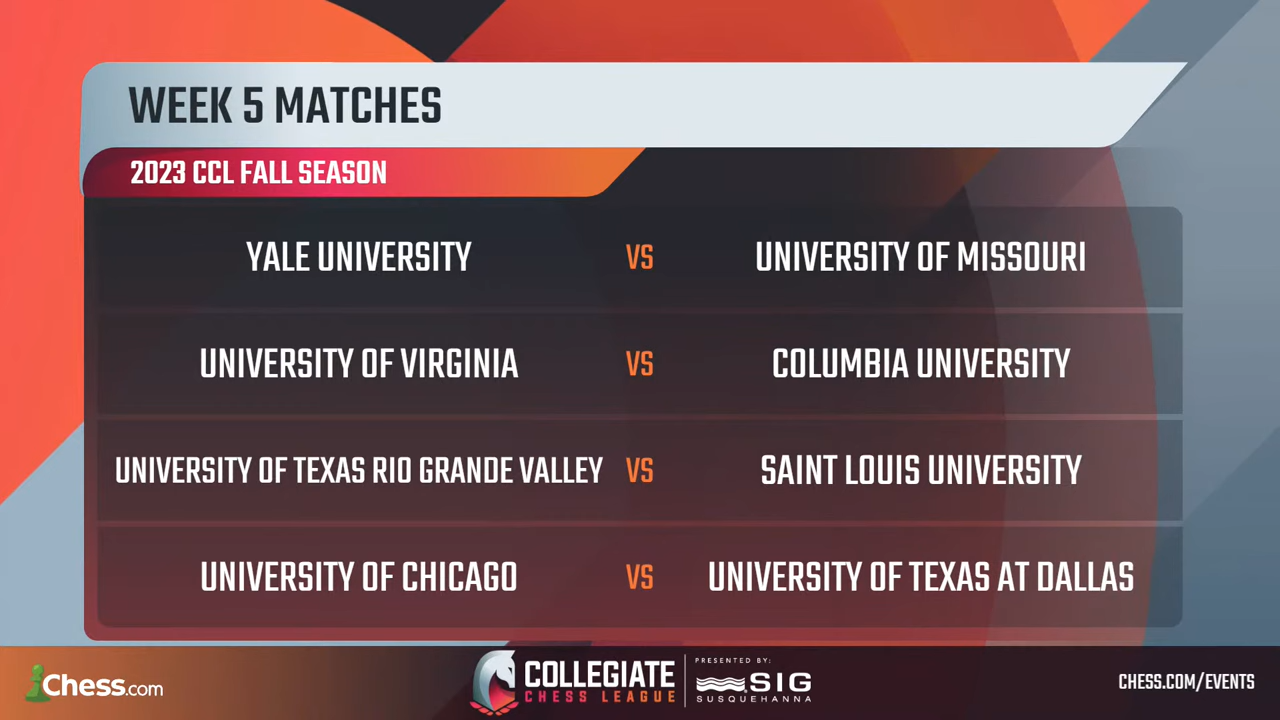 WEEK 5 MATCHES
2023 CCL FALL SEASON
YALE UNIVERSITY VS UNIVERSITY OF MISSOURI
UNIVERSITY OF VIRGINIA VS COLUMBIA UNIVERSITY
UNIVERSITY OF TEXAS RIO GRANDE VALLEY VS SAINT LOUIS UNIVERSITY
UNIVERSITY OF CHICAGO VS UNIVERSITY OF TEXAS AT DALLAS
Chess.com
COLLEGIATE
CHESS LEAGUE
PRESENTED BY:
SIG
SUSQUEHANNA
CHESS.COM/EVENTS